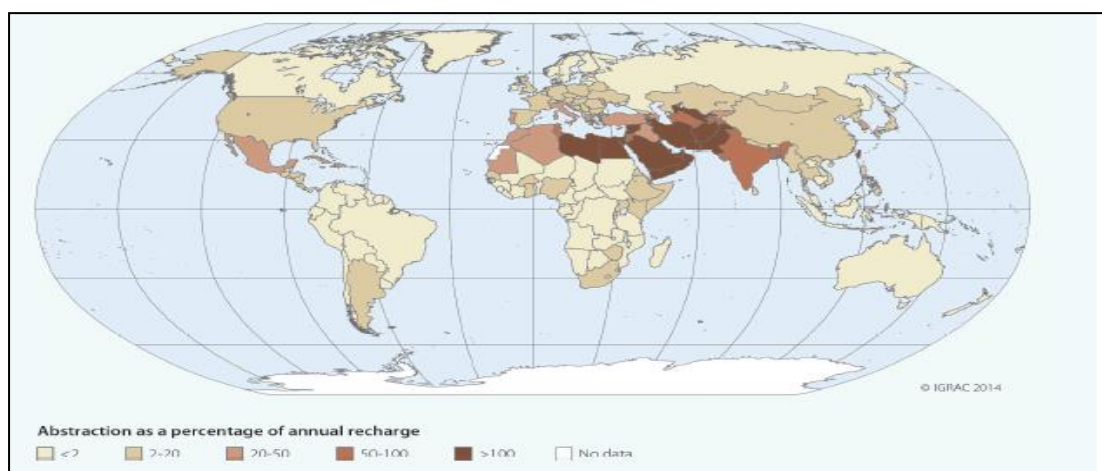 © IGRAC 2014
Abstraction as a percentage of annual recharge
<2 2-20 20-50 50-100 >100 No data